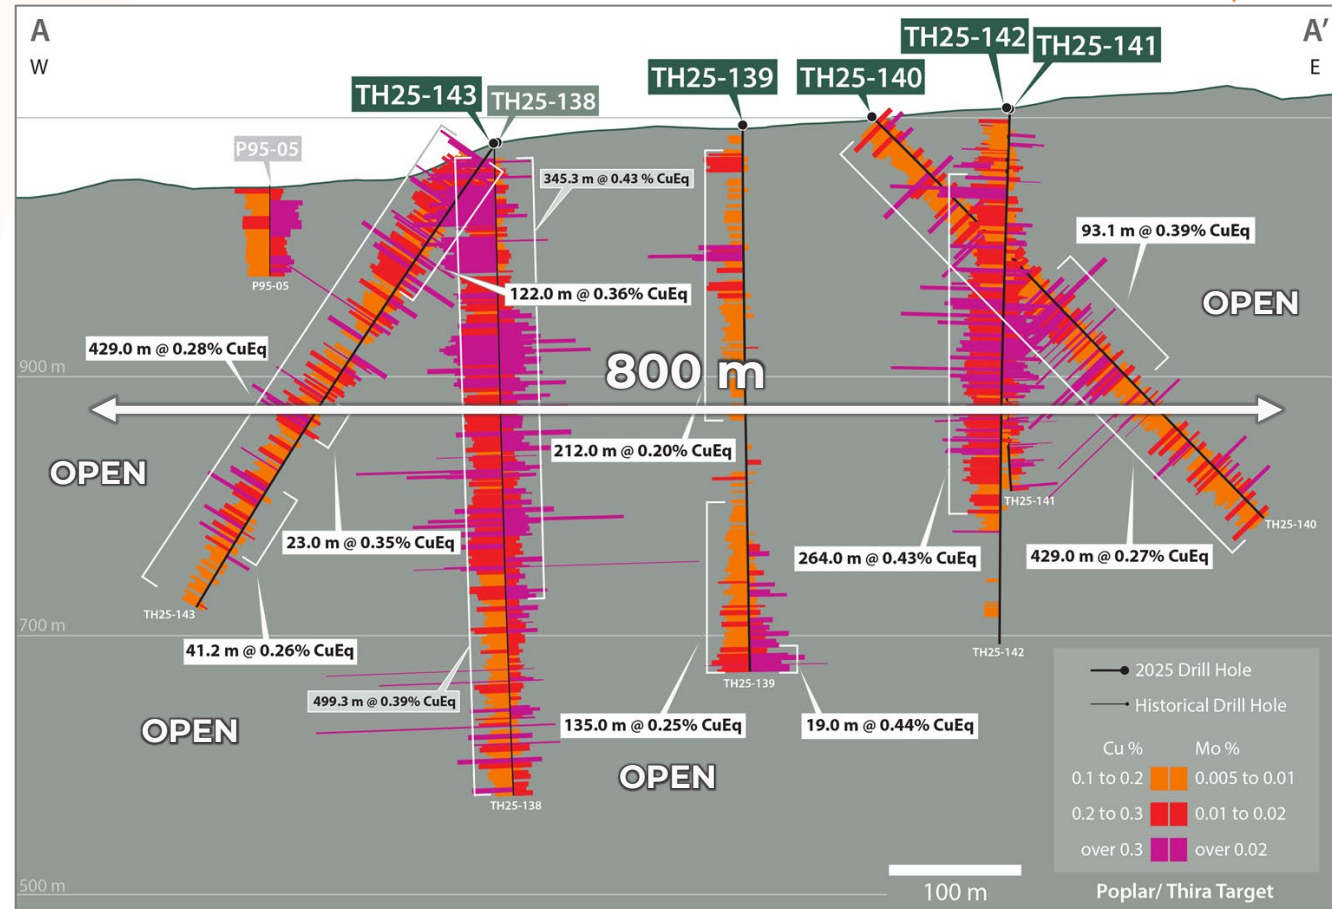 A
W
A′
E
TH25-143
TH25-138
TH25-139
TH25-140
TH25-142
TH25-141
P95-05
P95-05
345.3 m @ 0.43 % CuEq
122.0 m @ 0.36% CuEq
93.1 m @ 0.39% CuEq
OPEN
429.0 m @ 0.28% CuEq
900 m
800 m
212.0 m @ 0.20% CuEq
OPEN
TH25-141
TH25-140
23.0 m @ 0.35% CuEq
264.0 m @ 0.43% CuEq
429.0 m @ 0.27% CuEq
TH25-143
700 m
41.2 m @ 0.26% CuEq
TH25-142
TH25-139
499.3 m @ 0.39% CuEq
135.0 m @ 0.25% CuEq
19.0 m @ 0.44% CuEq
OPEN
OPEN
TH25-138
500 m
2025 Drill Hole
Historical Drill Hole
Cu % Mo %
0.1 to 0.2 0.005 to 0.01
0.2 to 0.3 0.01 to 0.02
over 0.3 over 0.02
100 m
Poplar/ Thira Target